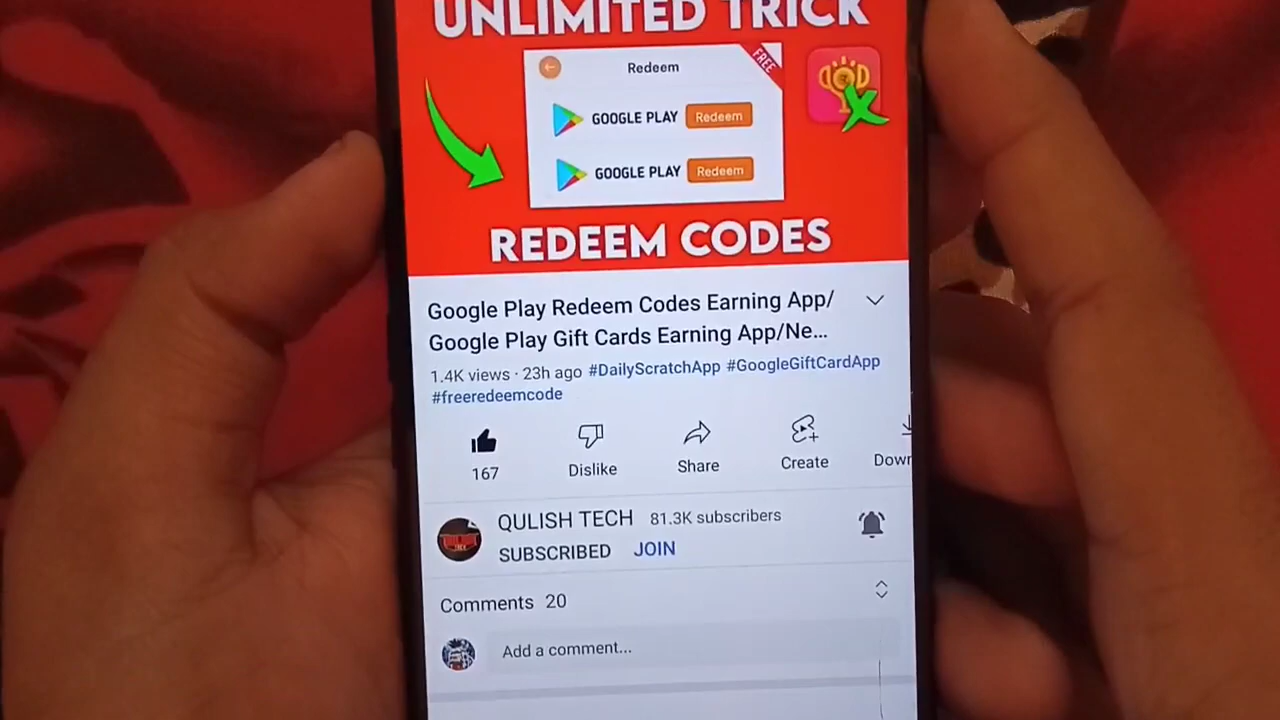 UNLIMITED TRICK
Redeem
FREE
GOOGLE PLAY Redeem
GOOGLE PLAY Redeem
REDEEM CODES
Google Play Redeem Codes Earning App/
Google Play Gift Cards Earning App/Ne...
1.4K views · 23h ago #DailyScratchApp #GoogleGiftCardApp
#freeredeemcode
167 Dislike Share Create Down
QULISH TECH 81.3K subscribers
SUBSCRIBED JOIN
Comments 20
Add a comment...